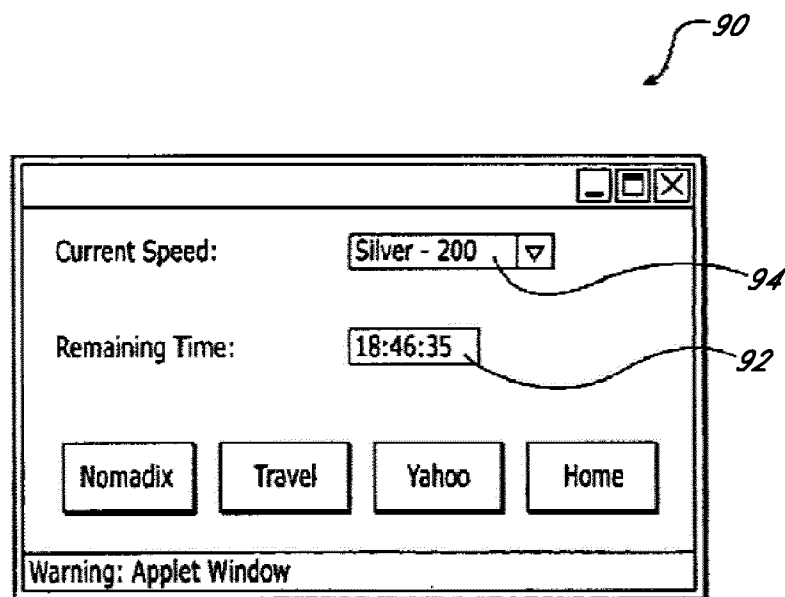 90
Current Speed: Silver - 200
94
Remaining Time: 18:46:35
92
Nomadix Travel Yahoo Home
Warning: Applet Window